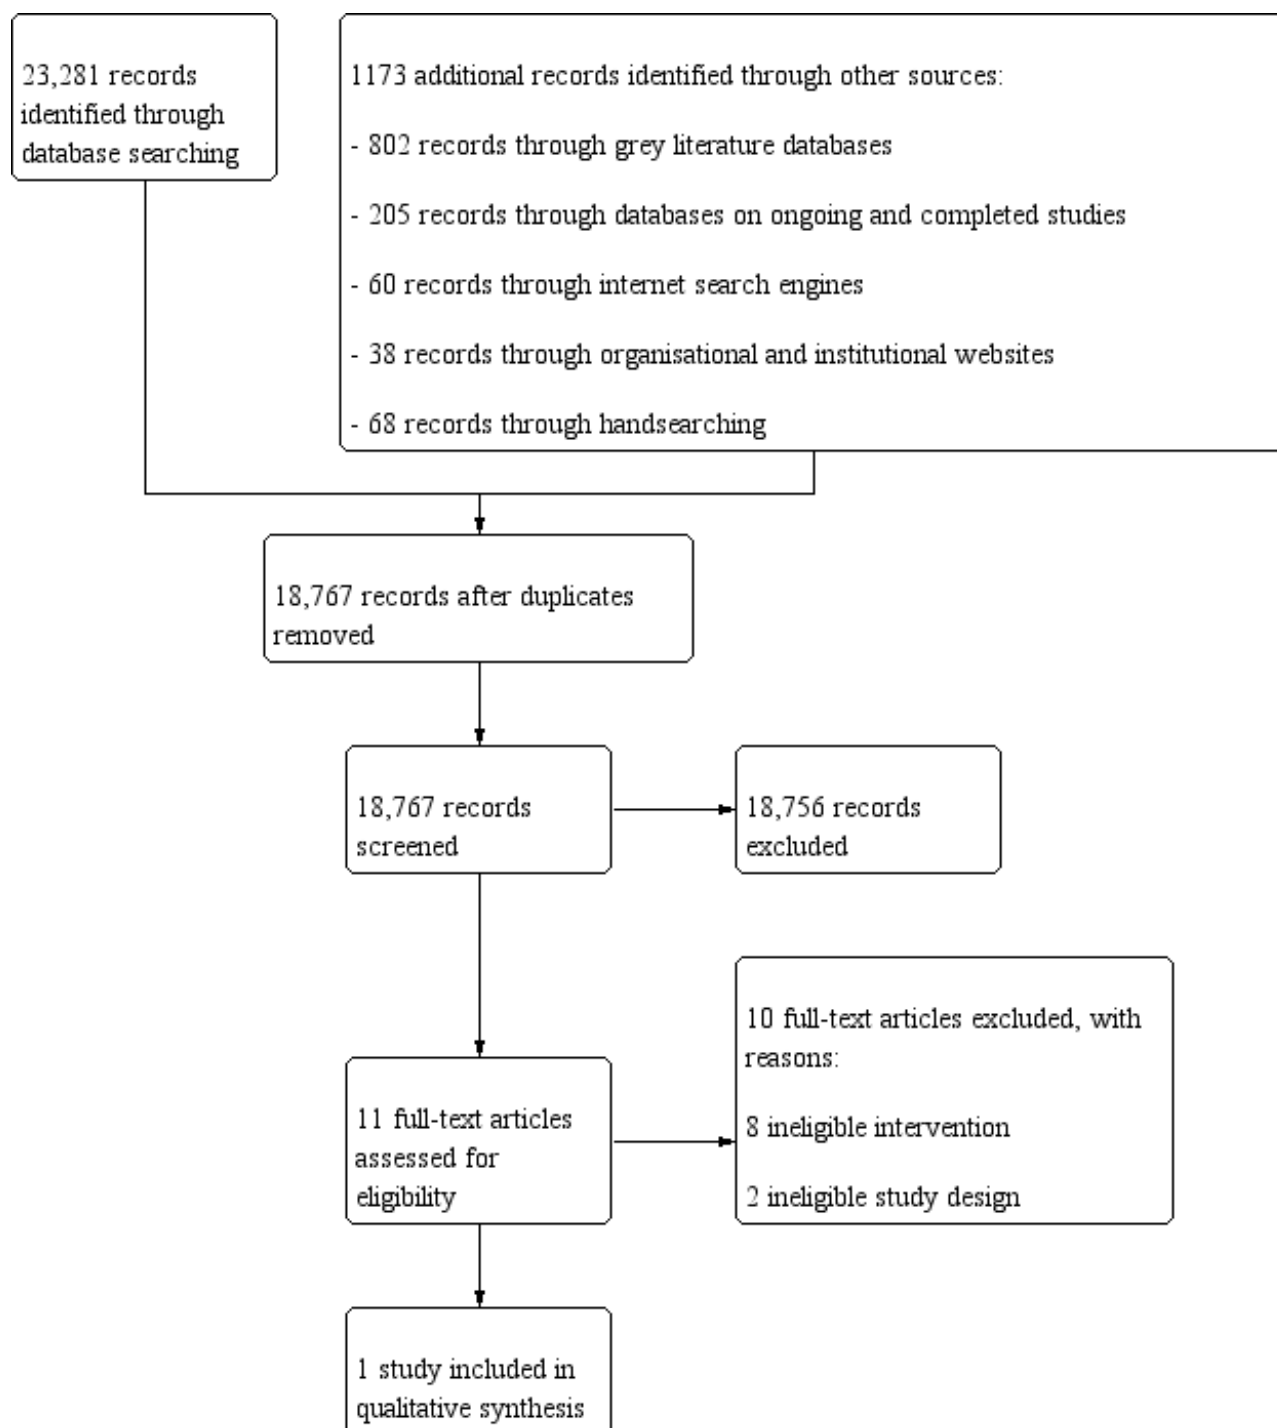 23,281 records
identified through
database searching
1173 additional records identified through other sources:
- 802 records through grey literature databases
- 205 records through databases on ongoing and completed studies
- 60 records through internet search engines
- 38 records through organisational and institutional websites
- 68 records through handsearching
18,767 records after duplicates
removed
18,767 records
screened
18,756 records
excluded
11 full-text articles
assessed for
eligibility
10 full-text articles excluded, with
reasons:
8 ineligible intervention
2 ineligible study design
1 study included in
qualitative synthesis